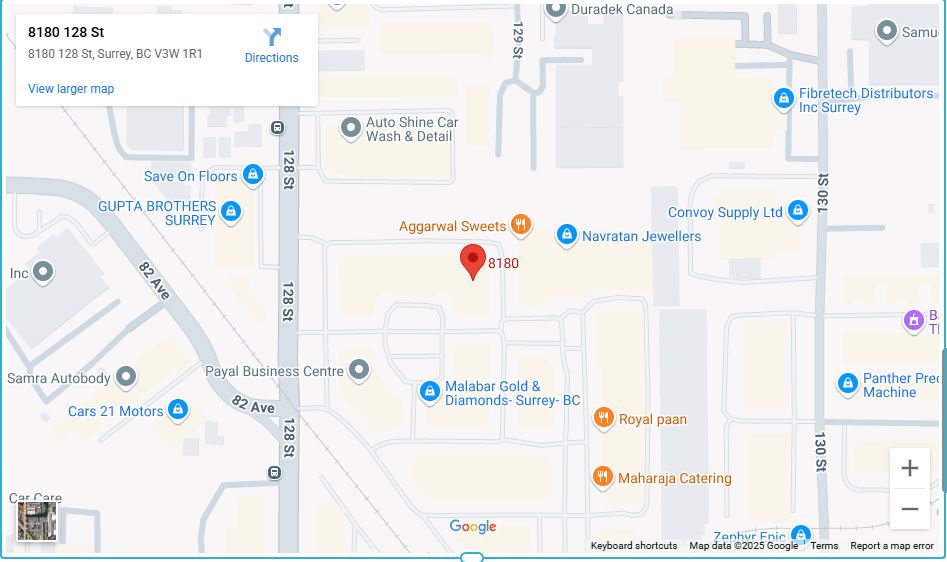 8180 128 St
8180 128 St, Surrey, BC V3W 1R1
Directions
View larger map
Duradek Canada
129 St
Samu
Fibretech Distributors
Inc Surrey
Auto Shine Car
Wash & Detail
128 St
Save On Floors
GUPTA BROTHERS
SURREY
130 St
Convoy Supply Ltd
Aggarwal Sweets
Navratan Jewellers
8180
Inc
82 Ave
128 St
B
Payal Business Centre
Samra Autobody
Malabar Gold &
Diamonds- Surrey- BC
Panther Prec
Machine
Cars 21 Motors
82 Ave
Royal paan
128 St
130 St
Maharaja Catering
Car Care
Google
Zephyr Epic
Keyboard shortcuts
Map data ©2025 Google
Terms
Report a map error